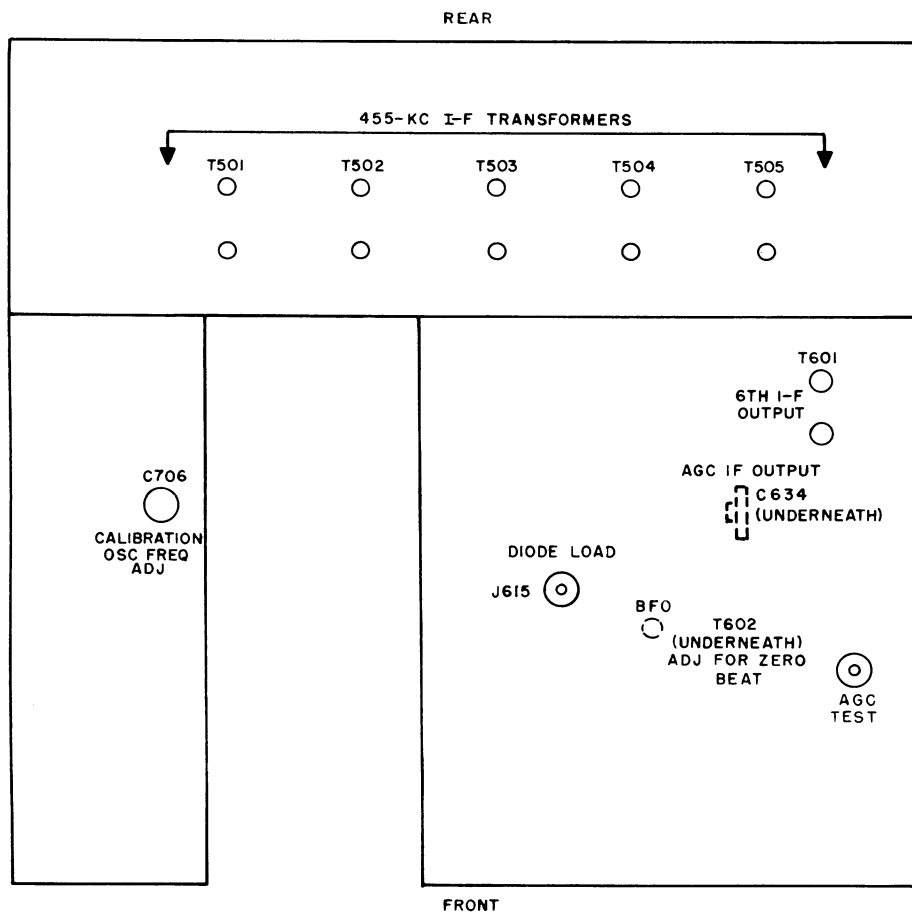 REAR
455-KC I-F TRANSFORMERS
T501
T502
T503
T504
T505
T601
6TH I-F
OUTPUT
AGC IF OUTPUT
C634
(UNDERNEATH)
C706
CALIBRATION
OSC FREQ
ADJ
DIODE LOAD
J615
BFO
T602
(UNDERNEATH)
ADJ FOR ZERO
BEAT
AGC
TEST
FRONT